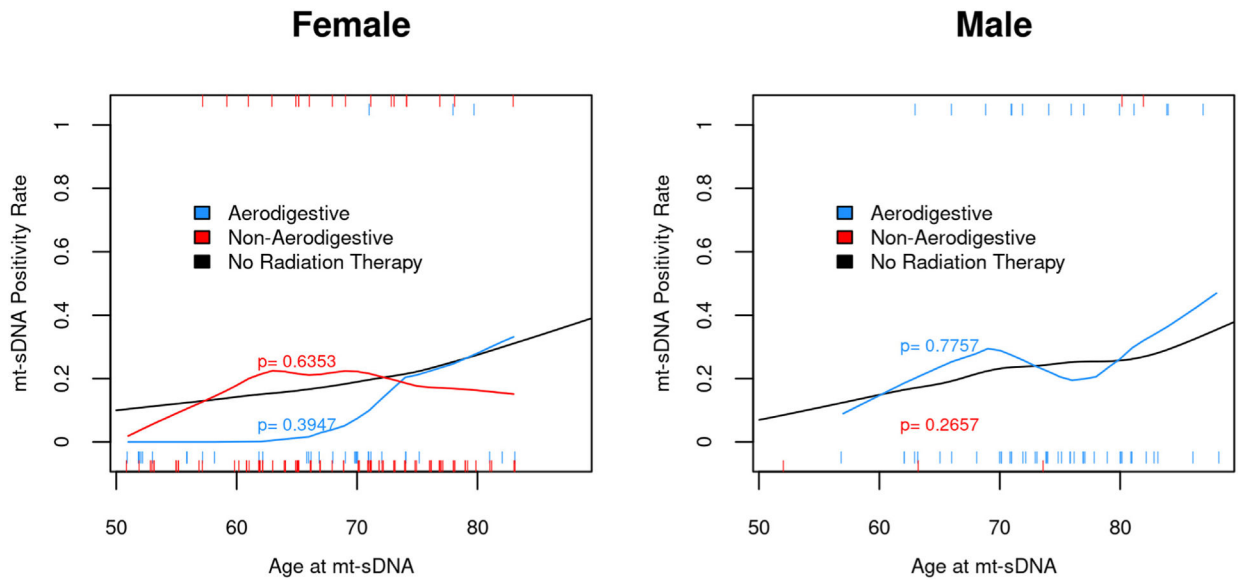 Female
mt-sDNA Positivity Rate
1
0.8
0.6
0.4
0.2
0
Aerodigestive
Non-Aerodigestive
No Radiation Therapy
p= 0.6353
p= 0.3947
50 60 70 80
Age at mt-sDNA
Male
mt-sDNA Positivity Rate
1
0.8
0.6
0.4
0.2
0
Aerodigestive
Non-Aerodigestive
No Radiation Therapy
p= 0.7757
p= 0.2657
50 60 70 80
Age at mt-sDNA